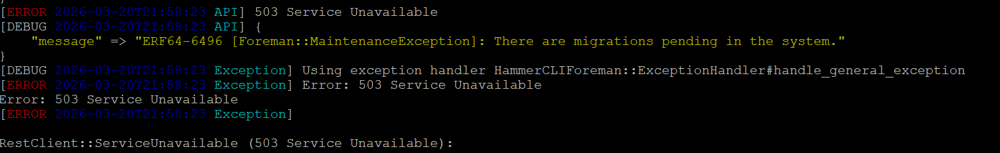 [ERROR 2026-03-20T21:58:23 API] 503 Service Unavailable
[DEBUG 2026-03-20T21:58:23 API] {
    "message" => "ERF64-6496 [Foreman::MaintenanceException]: There are migrations pending in the system."
}
[DEBUG 2026-03-20T21:58:23 Exception] Using exception handler HammerCLIForeman::ExceptionHandler#handle_general_exception
[ERROR 2026-03-20T21:58:23 Exception] Error: 503 Service Unavailable
Error: 503 Service Unavailable
[ERROR 2026-03-20T21:58:23 Exception]
RestClient::ServiceUnavailable (503 Service Unavailable):